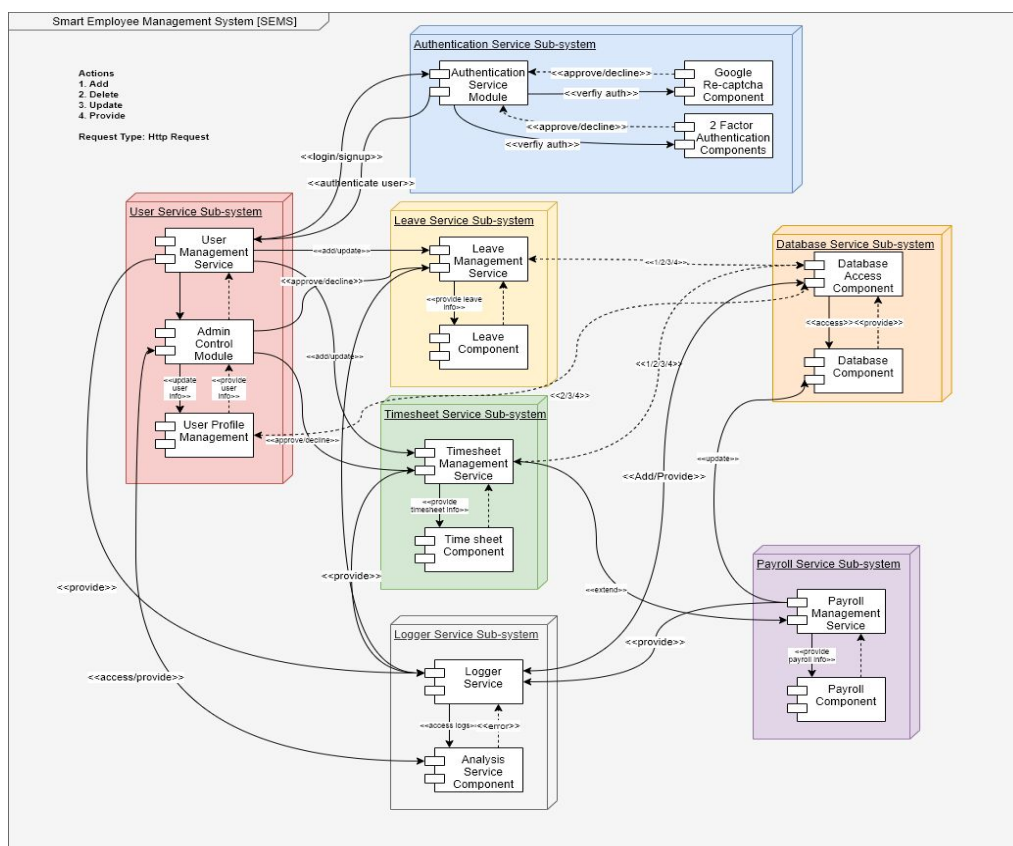 Smart Employee Management System [SEMS]
Actions
1. Add
2. Delete
3. Update
4. Provide
Request Type: Http Request
Authentication Service Sub-system
Authentication
Service
Module
<<approve/decline>>
<<verfiy auth>>
Google
Re-captcha
Component
<<approve/decline>>
<<verfiy auth>>
2 Factor
Authentication
Components
<<login/signup>>
<<authenticate user>>
User Service Sub-system
User
Management
Service
Admin
Control
Module
<<update
user
info>>
<<provide
user
info>>
User Profile
Management
<<add/update>>
<<approve/decline>>
<<add/update>>
<<approve/decline>>
Leave Service Sub-system
Leave
Management
Service
<<provide leave
info>>
Leave
Component
<<1/2/3/4>>
<<1/2/3/4>>
<<2/3/4>>
Database Service Sub-system
Database
Access
Component
<<access>>
<<provide>>
Database
Component
Timesheet Service Sub-system
Timesheet
Management
Service
<<provide
timesheet info>>
Time sheet
Component
<<Add/Provide>>
<<update>>
<<extend>>
<<provide>>
<<provide>>
<<provide>>
<<access/provide>>
Payroll Service Sub-system
Payroll
Management
Service
<<provide
payroll info>>
Payroll
Component
Logger Service Sub-system
Logger
Service
<<access logs>>
<<error>>
Analysis
Service
Component